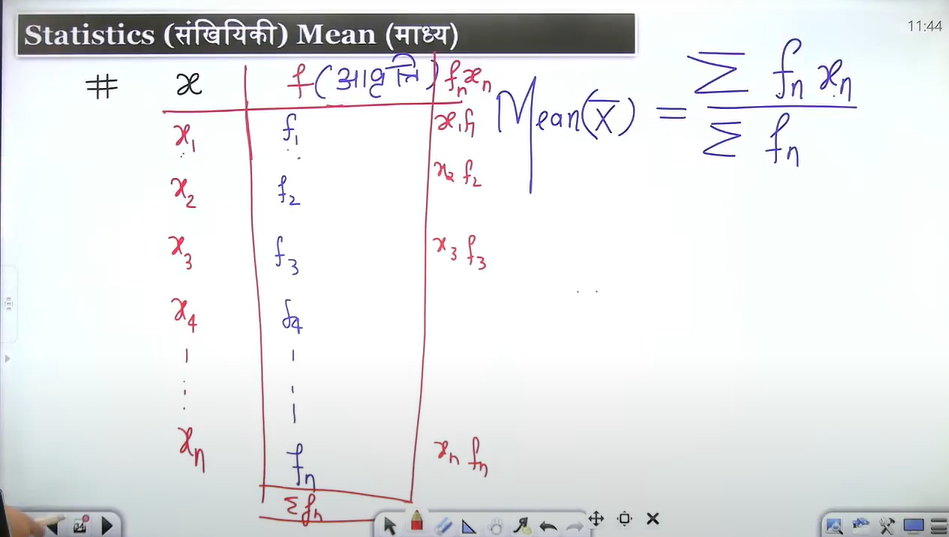 Statistics (संखियिकी) Mean (माध्य)
11:44
# x f (आवृत्ति) fₙxₙ
Mean(X̅) = Σ fₙ xₙ / Σ fₙ
x₁ f₁ x₁f₁
x₂ f₂ x₂ f₂
x₃ f₃ x₃ f₃
x₄ f₄
xₙ fₙ xₙ fₙ
Σfₙ